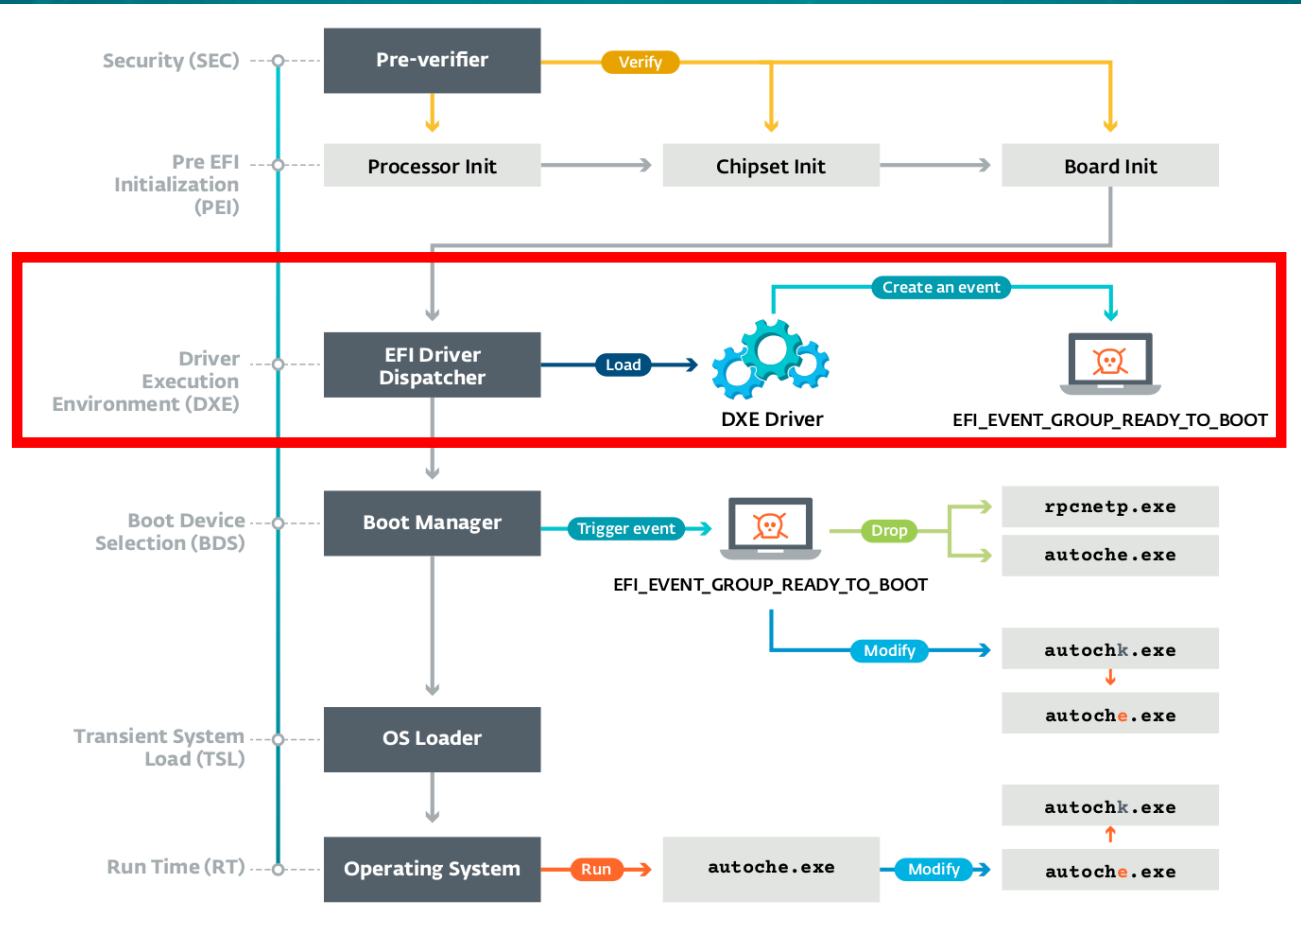 Security (SEC)
Pre-verifier
Verify
Pre EFI
Initialization
(PEI)
Processor Init
Chipset Init
Board Init
Create an event
Driver
Execution
Environment (DXE)
EFI Driver
Dispatcher
Load
DXE Driver
EFI_EVENT_GROUP_READY_TO_BOOT
Boot Device
Selection (BDS)
Boot Manager
Trigger event
EFI_EVENT_GROUP_READY_TO_BOOT
Drop
rpcnetp.exe
autoche.exe
Modify
autochk.exe
autoche.exe
Transient System
Load (TSL)
OS Loader
Run Time (RT)
Operating System
Run
autoche.exe
Modify
autochk.exe
autoche.exe